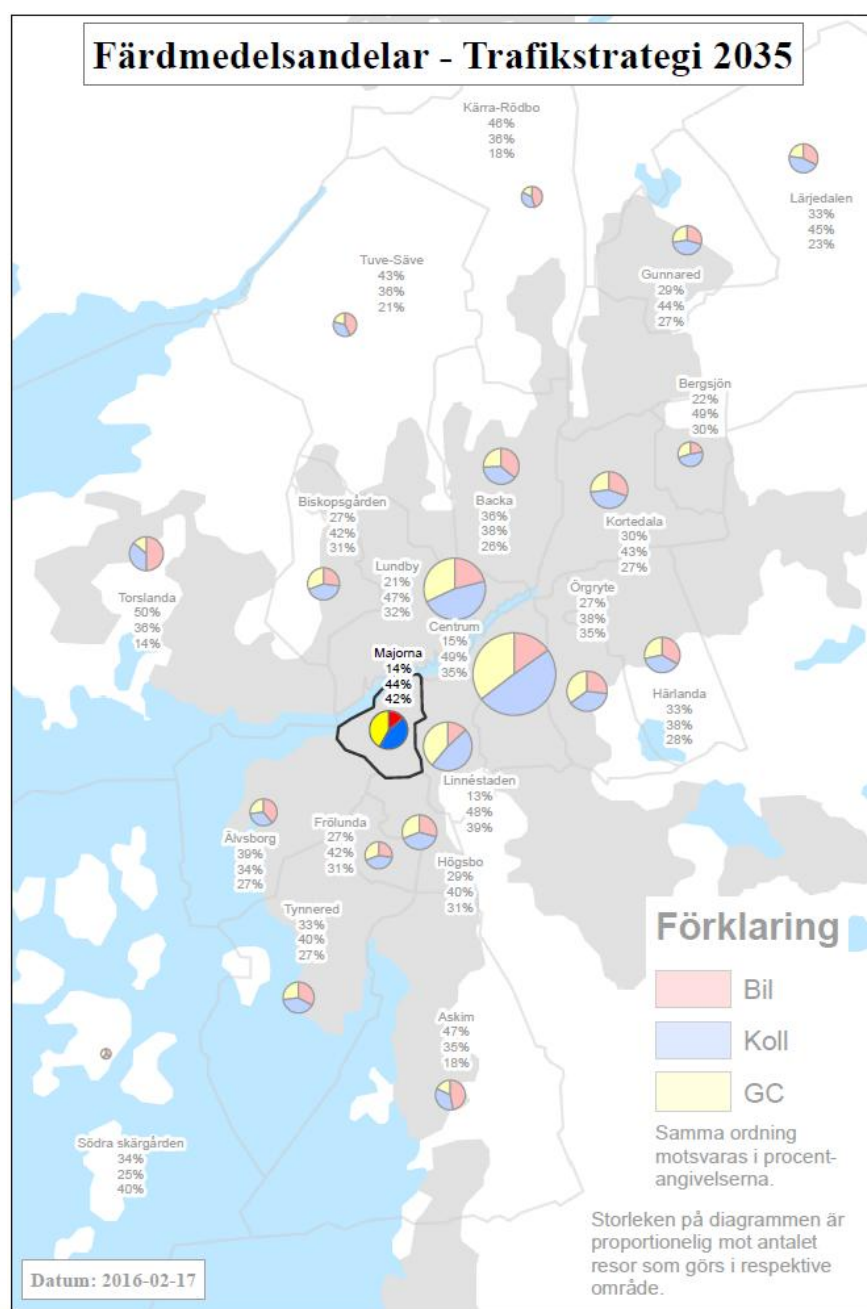 Färdmedelsandelar - Trafikstrategi 2035
Kärra-Rödbo
46%
36%
18%
Lärjedalen
33%
45%
23%
Tuve-Säve
43%
36%
21%
Gunnared
29%
44%
27%
Bergsjön
22%
49%
30%
Backa
36%
38%
26%
Kortedala
30%
43%
27%
Biskopsgården
27%
42%
31%
Torslanda
50%
36%
14%
Lundby
21%
47%
32%
Örgryte
27%
38%
35%
Centrum
15%
49%
35%
Majorna
14%
44%
42%
Härlanda
33%
38%
28%
Linnéstaden
13%
48%
39%
Älvsborg
39%
34%
27%
Frölunda
27%
42%
31%
Högsbo
29%
40%
31%
Tynnered
33%
40%
27%
Askim
47%
35%
18%
Södra skärgården
34%
25%
40%
Förklaring
Bil
Koll
GC
Samma ordning
motsvaras i procent-
angivelserna.
Storleken på diagrammen är
proportionelig mot antalet
resor som görs i respektive
område.
Datum: 2016-02-17